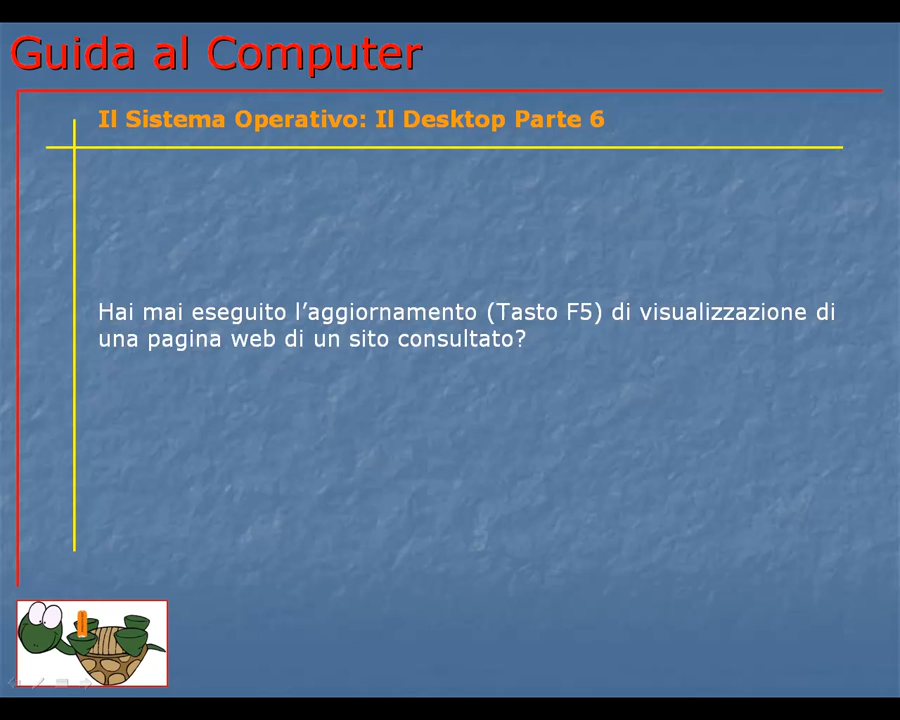 Guida al Computer
Il Sistema Operativo: Il Desktop Parte 6
Hai mai eseguito l’aggiornamento (Tasto F5) di visualizzazione di
una pagina web di un sito consultato?